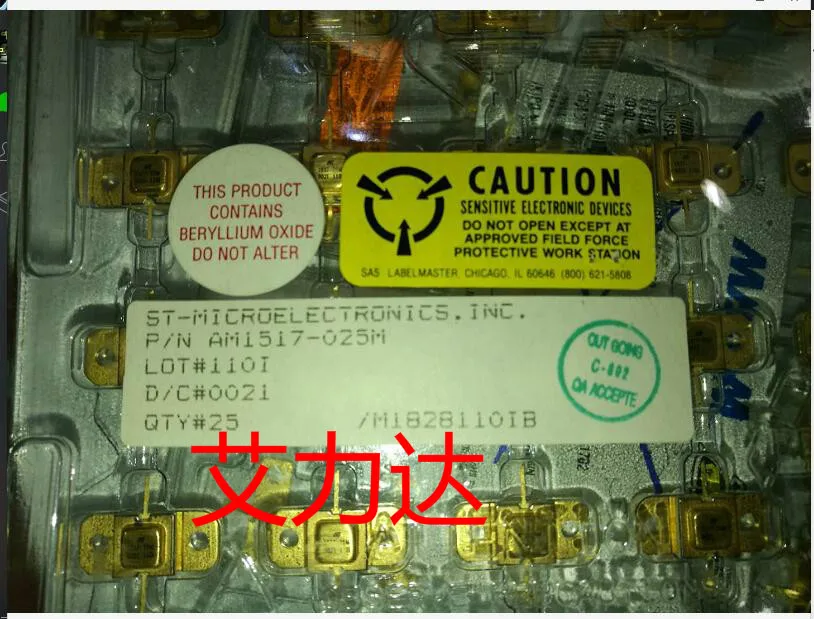 THIS PRODUCT
CONTAINS
BERYLLIUM OXIDE
DO NOT ALTER
CAUTION
SENSITIVE ELECTRONIC DEVICES
DO NOT OPEN EXCEPT AT
APPROVED FIELD FORCE
PROTECTIVE WORK STATION
SA5 LABELMASTER, CHICAGO, IL 60646 (800) 621-5808
ST-MICROELECTRONICS, INC.
P/N AM1517-025M
LOT#110I
D/C#0021
QTY#25
/M1828110IB
OUT GOING
C-892
QA ACCEPTE
艾力达